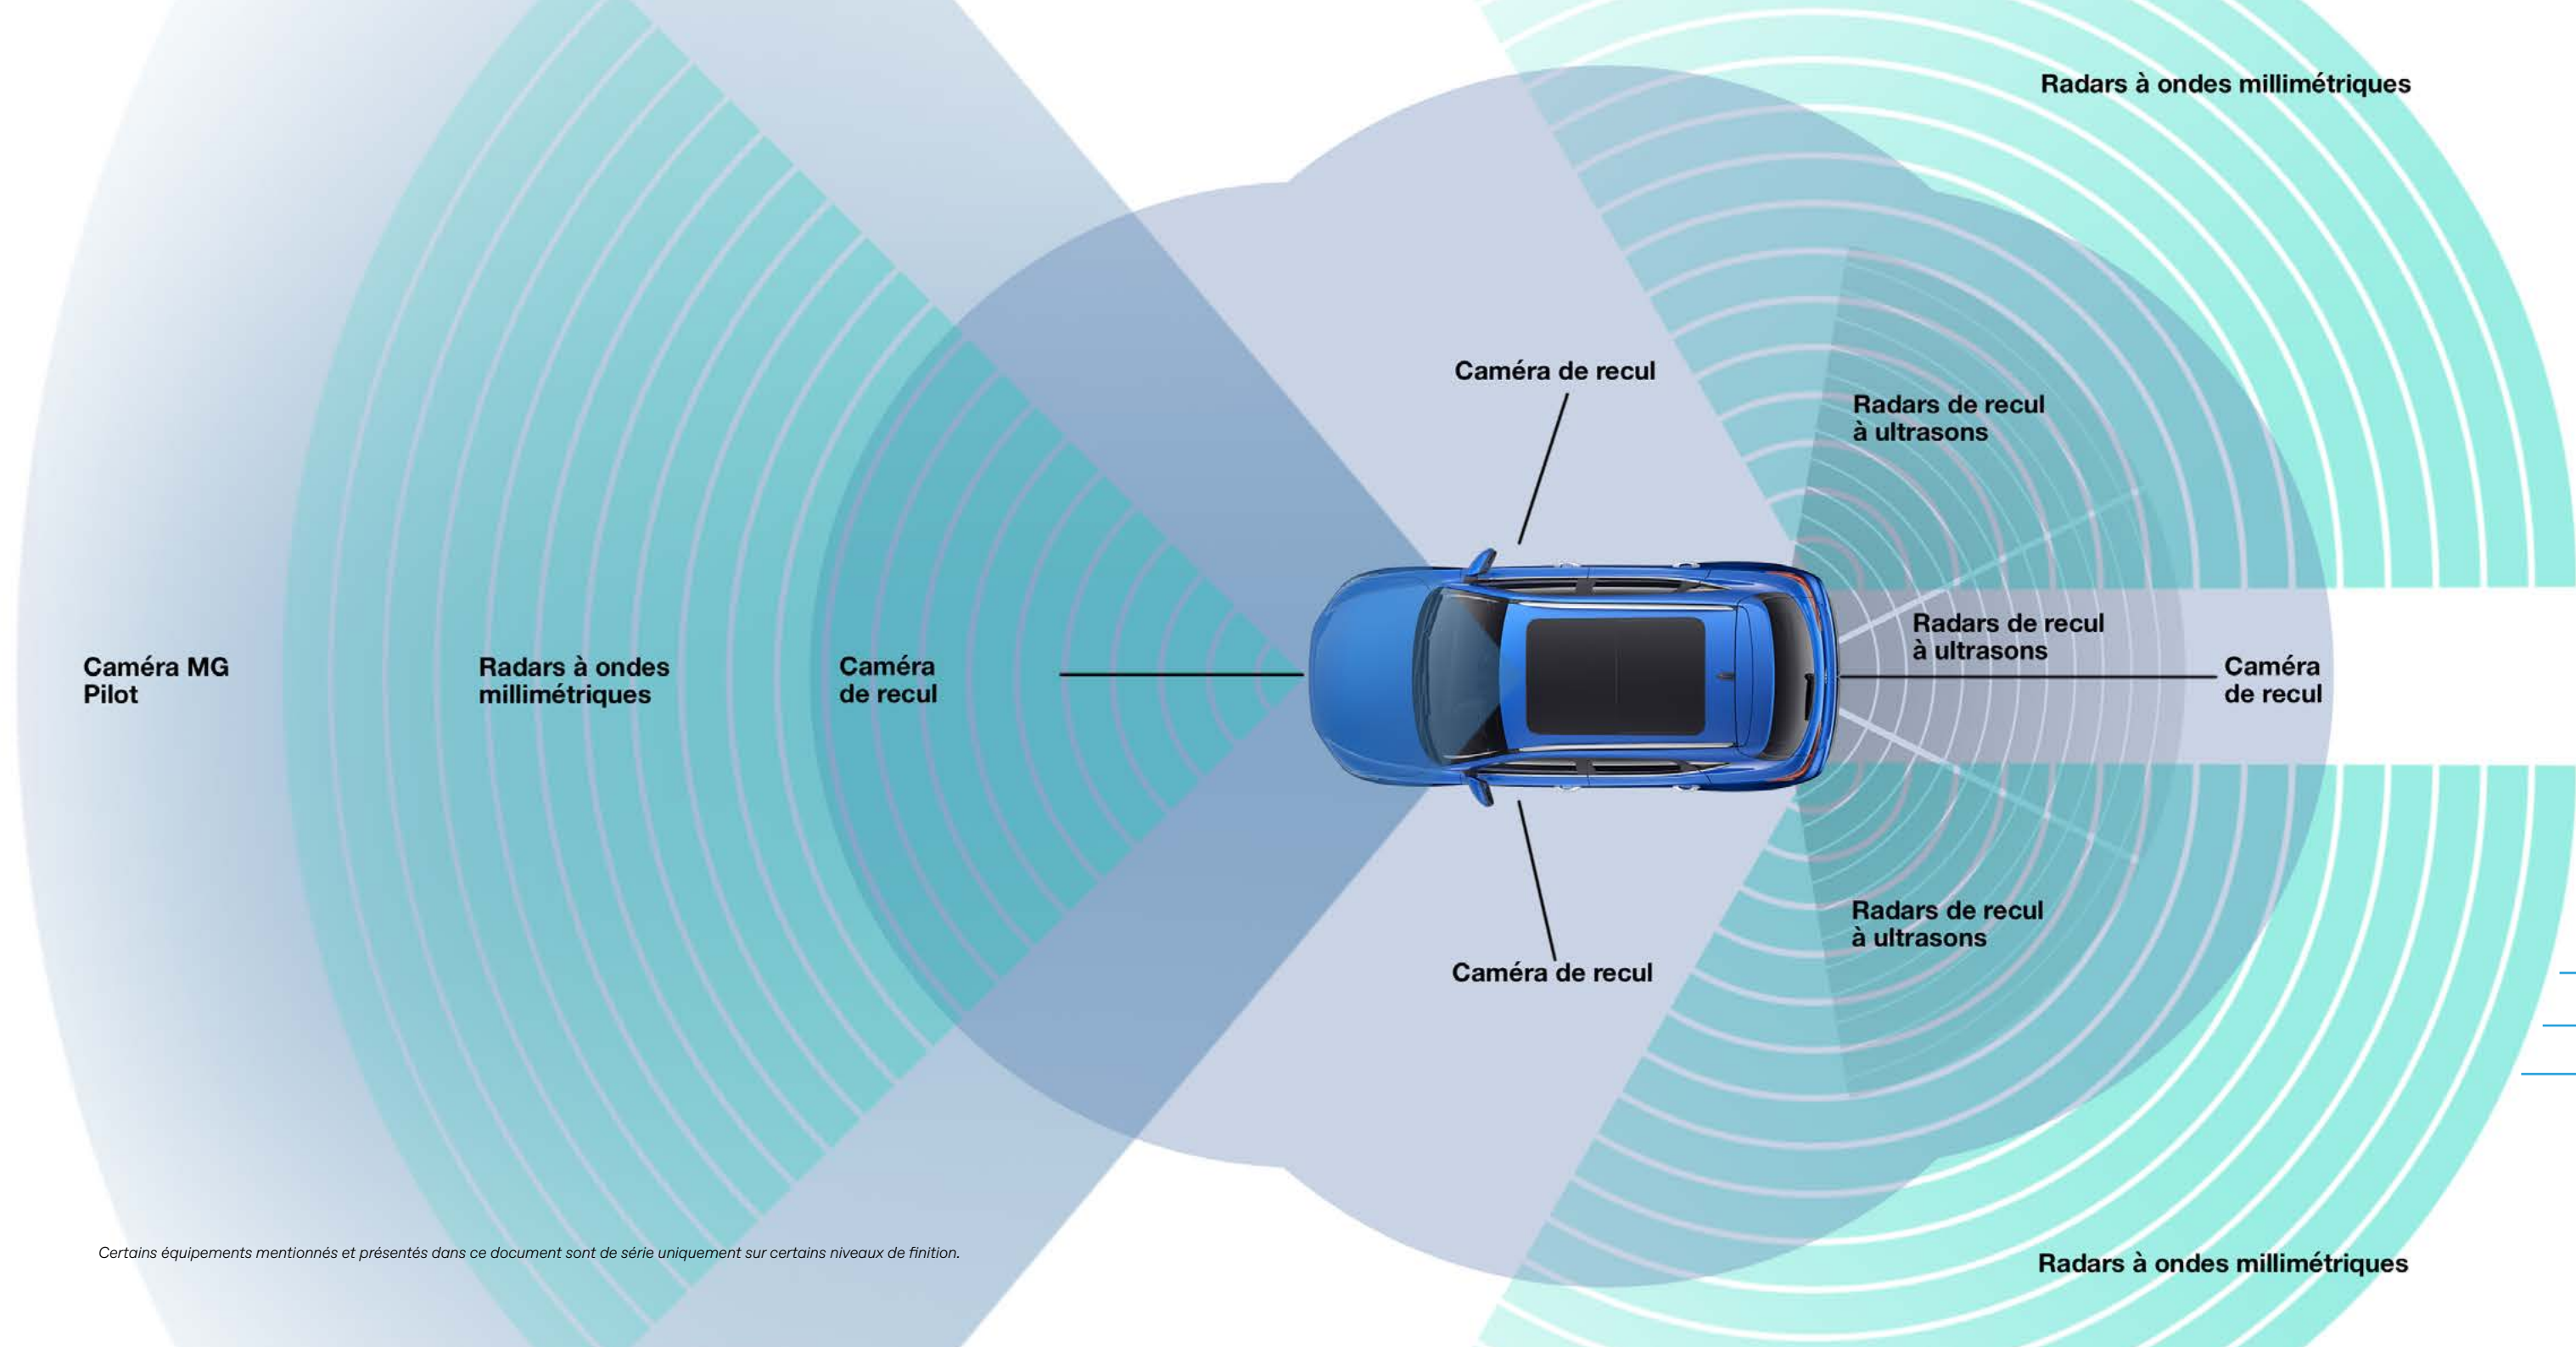 Radars à ondes millimétriques
Caméra de recul
Radars de recul
à ultrasons
Radars de recul
à ultrasons
Caméra MG
Pilot
Radars à ondes
millimétriques
Caméra
de recul
Caméra
de recul
Radars de recul
à ultrasons
Caméra de recul
Certains équipements mentionnés et présentés dans ce document sont de série uniquement sur certains niveaux de finition.
Radars à ondes millimétriques